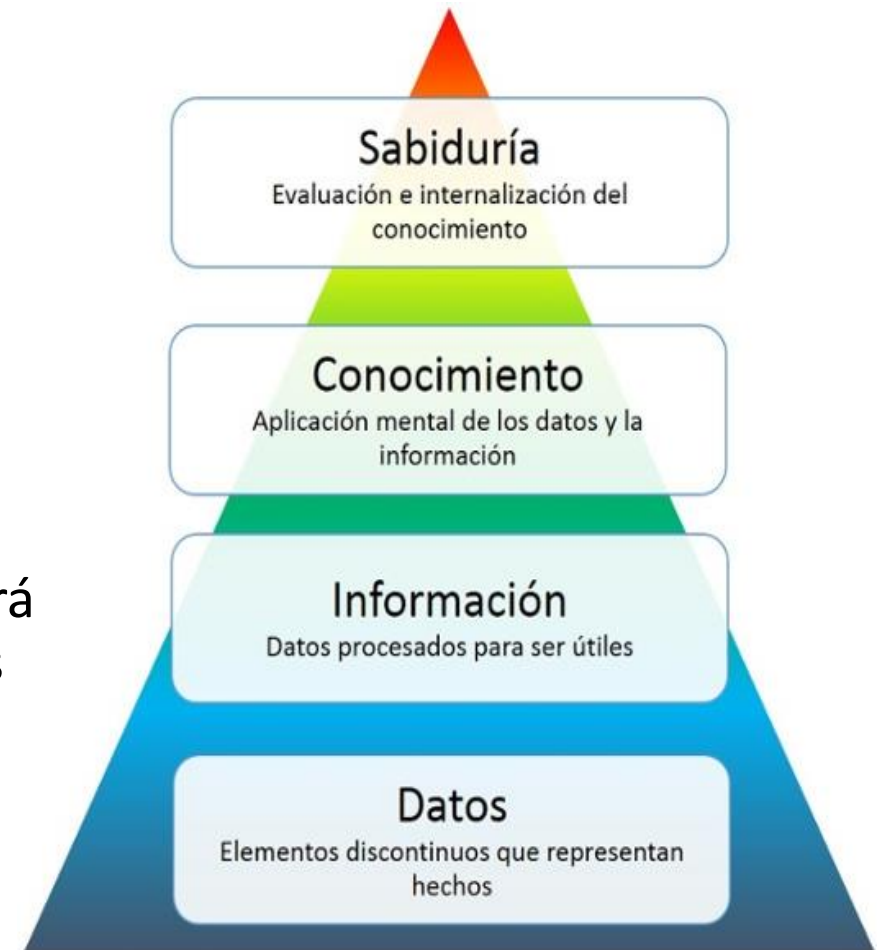 Sabiduría
Evaluación e internalización del
conocimiento
Conocimiento
Aplicación mental de los datos y la
información
rá
s
Información
Datos procesados para ser útiles
Datos
Elementos discontinuos que representan
hechos